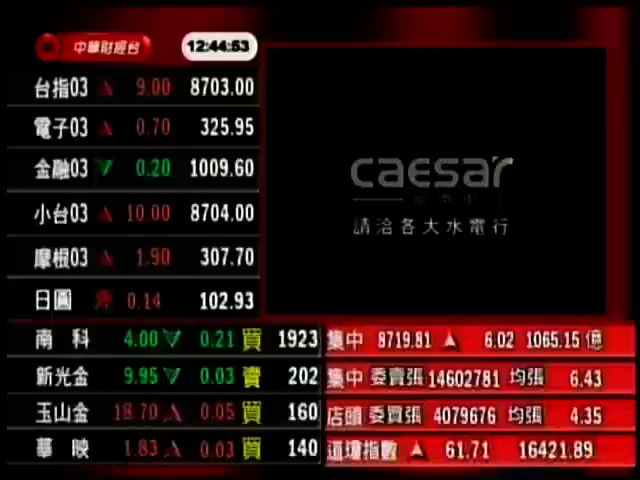 中華財經台 12:44:53
台指03 ▲ 9.00 8703.00
電子03 ▲ 0.70 325.95
金融03 ▼ 0.20 1009.60
小台03 ▲ 10.00 8704.00
摩根03 ▲ 1.90 307.70
日圓 0.14 102.93
caesar
請洽各大水電行
南科 4.00 ▽ 0.21 買 1923
新光金 9.95 ▽ 0.03 賣 202
玉山金 18.70 △ 0.05 買 160
華映 1.83 △ 0.03 買 140
集中 8719.81 ▲ 6.02 1065.15 億
集中 委賣張 14602781 均張 6.43
店頭 委買張 4079676 均張 4.35
道瓊指數 ▲ 61.71 16421.89